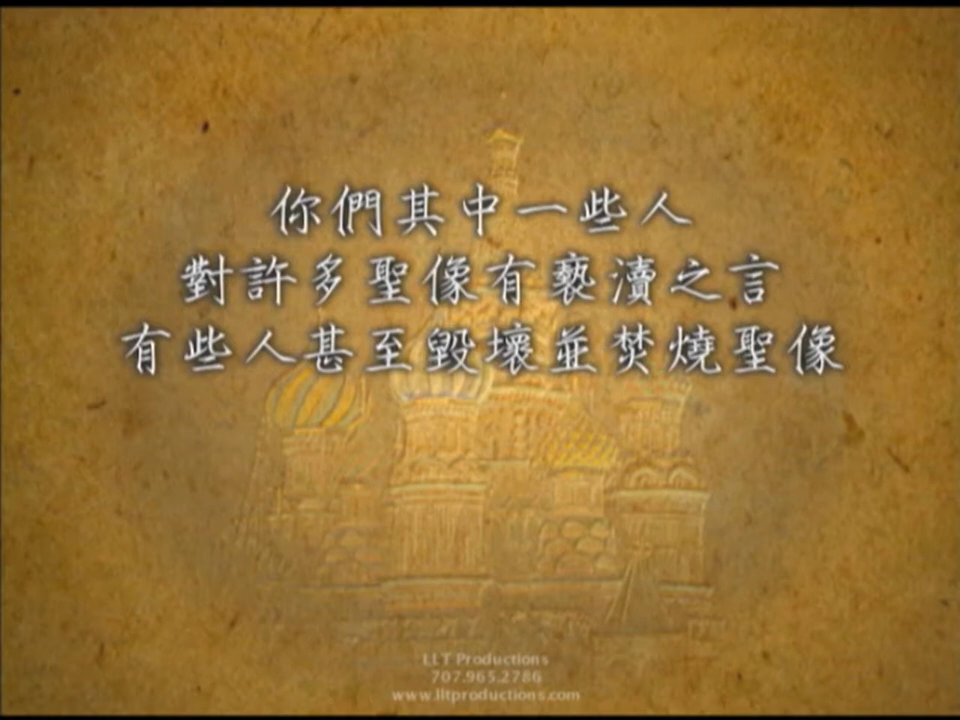 你們其中一些人
對許多聖像有褻瀆之言
有些人甚至毀壞並焚燒聖像
LLT Productions
707.965.2786
www.lltproductions.com